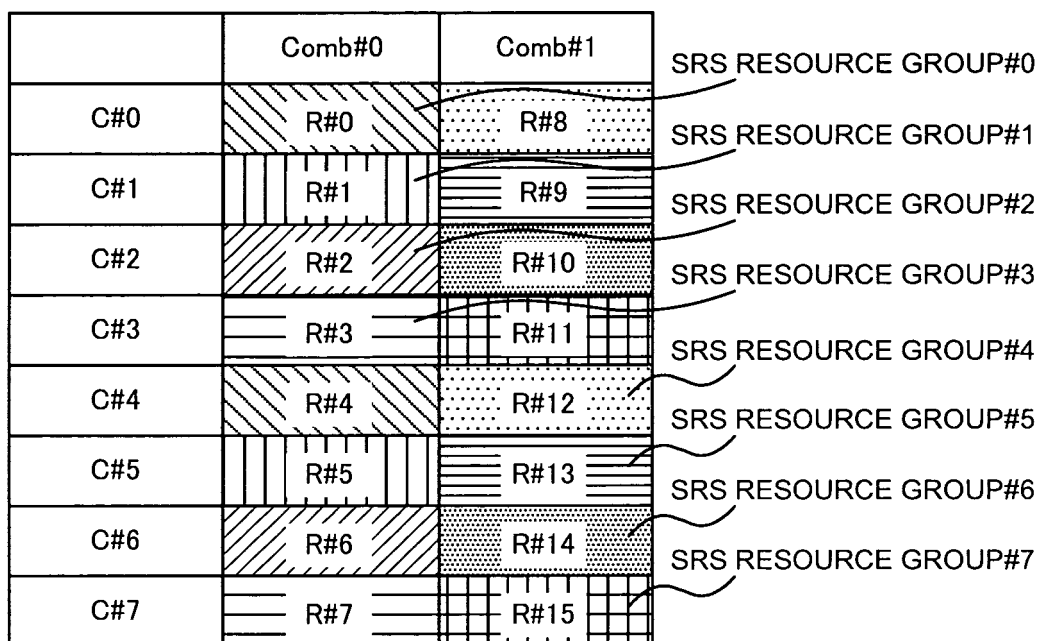 Comb#0 Comb#1
SRS RESOURCE GROUP#0
C#0 R#0 R#8
SRS RESOURCE GROUP#1
C#1 R#1 R#9
SRS RESOURCE GROUP#2
C#2 R#2 R#10
SRS RESOURCE GROUP#3
C#3 R#3 R#11
SRS RESOURCE GROUP#4
C#4 R#4 R#12
SRS RESOURCE GROUP#5
C#5 R#5 R#13
SRS RESOURCE GROUP#6
C#6 R#6 R#14
SRS RESOURCE GROUP#7
C#7 R#7 R#15